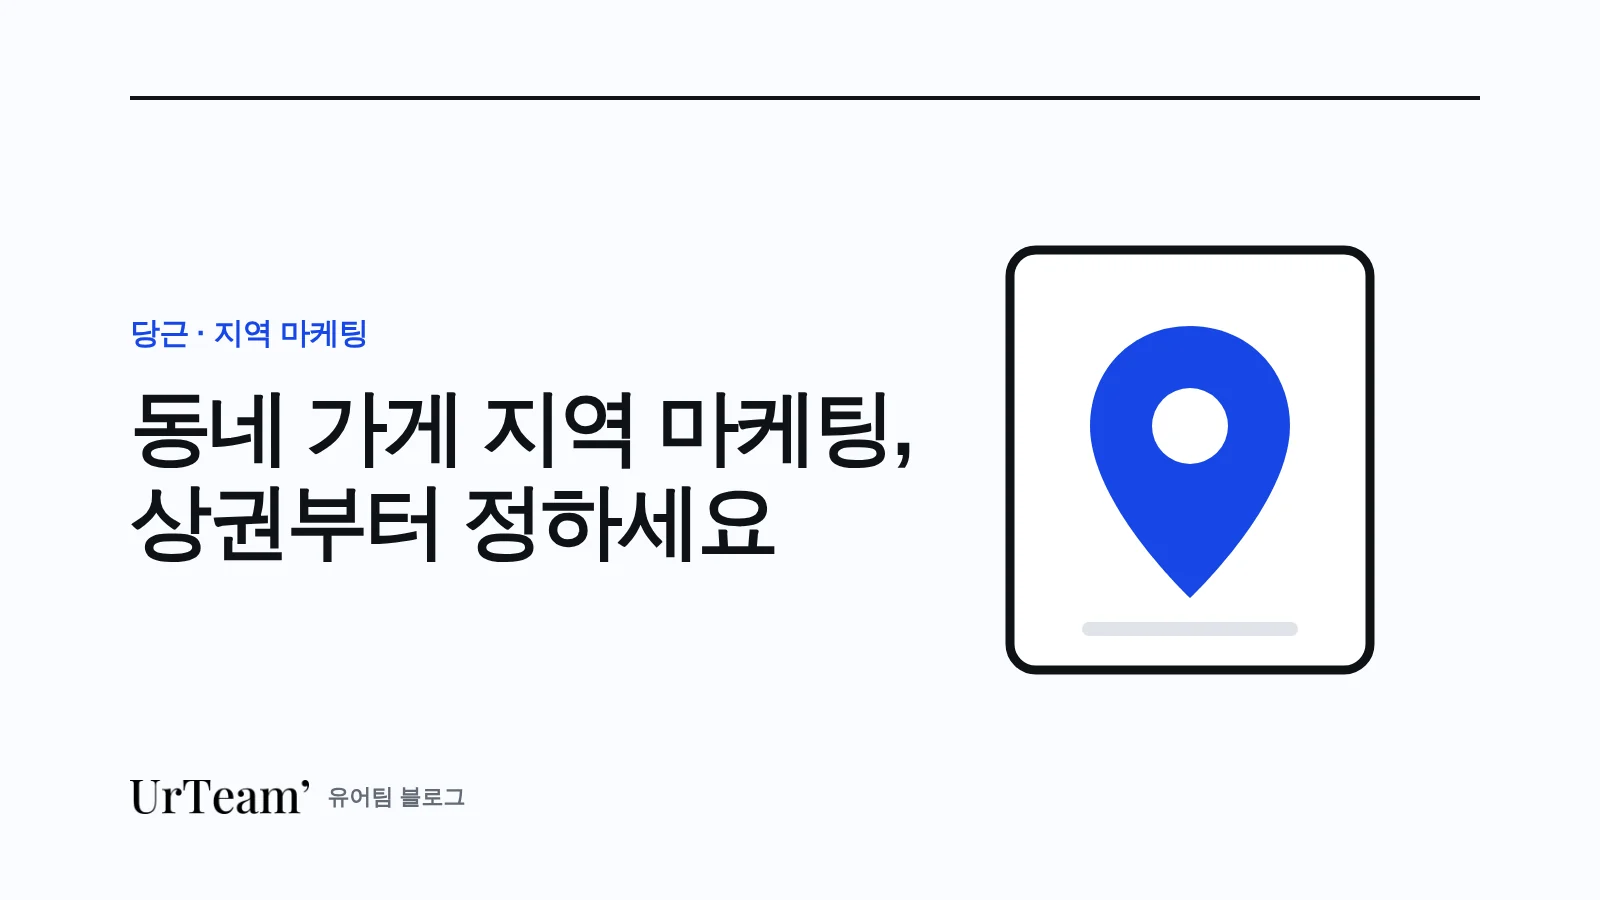 당근 · 지역 마케팅
동네 가게 지역 마케팅,
상권부터 정하세요
UrTeam’ 유어팀 블로그